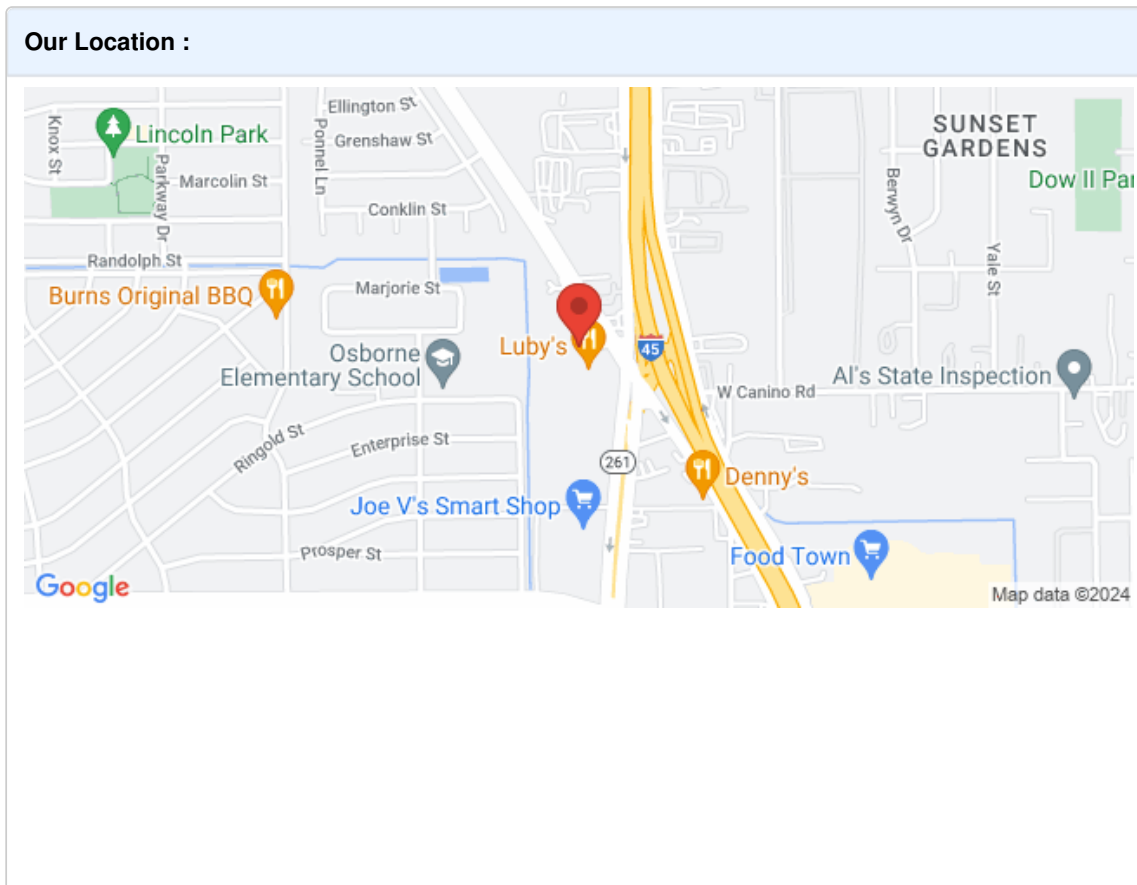 Our Location :
Knox St
Lincoln Park
Parkway Dr
Marcolin St
Ponnel Ln
Ellington St
Grenshaw St
Conklin St
SUNSET
GARDENS
Dow II Par
Berwyn Dr
Yale St
Randolph St
Burns Original BBQ
Marjorie St
Osborne
Elementary School
Luby's
45
W Canino Rd
Al's State Inspection
Ringold St
Enterprise St
261
Denny's
Joe V's Smart Shop
Prosper St
Food Town
Google
Map data ©2024